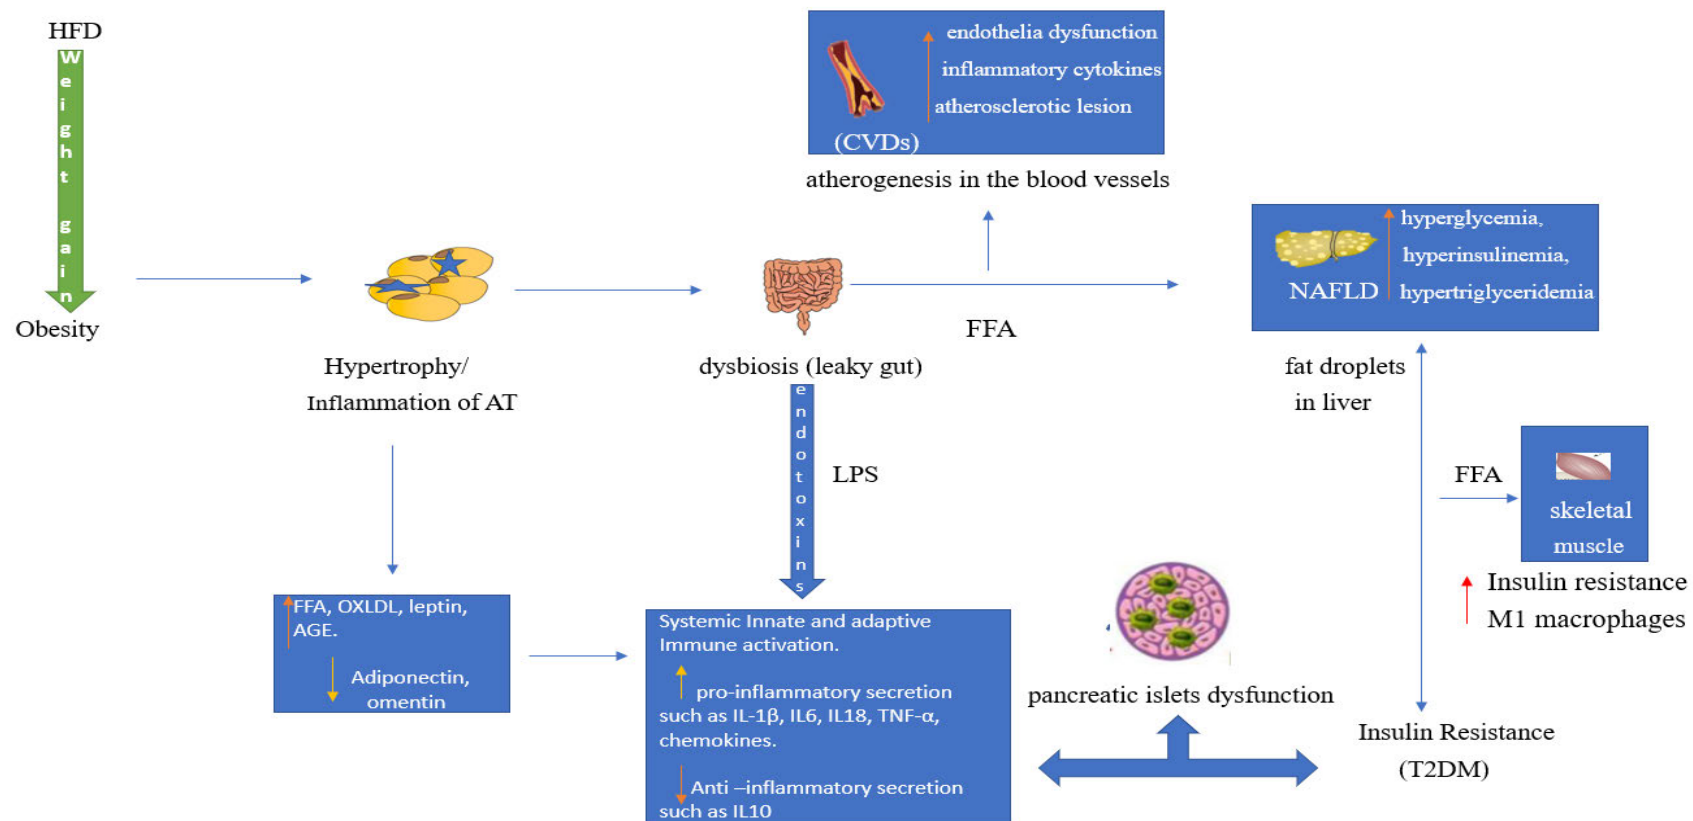 HFD
Weight gain
Obesity
Hypertrophy/
Inflammation of AT
FFA, OXLDL, leptin,
AGE.
Adiponectin,
omentin
dysbiosis (leaky gut)
endotoxins
LPS
Systemic Innate and adaptive
Immune activation.
pro-inflammatory secretion
such as IL-1β, IL6, IL18, TNF-α,
chemokines.
Anti –inflammatory secretion
such as IL10
endothelia dysfunction
inflammatory cytokines
atherosclerotic lesion
(CVDs)
atherogenesis in the blood vessels
FFA
hyperglycemia,
hyperinsulinemia,
NAFLD
hypertriglyceridemia
fat droplets
in liver
FFA
skeletal
muscle
Insulin resistance
M1 macrophages
pancreatic islets dysfunction
Insulin Resistance
(T2DM)